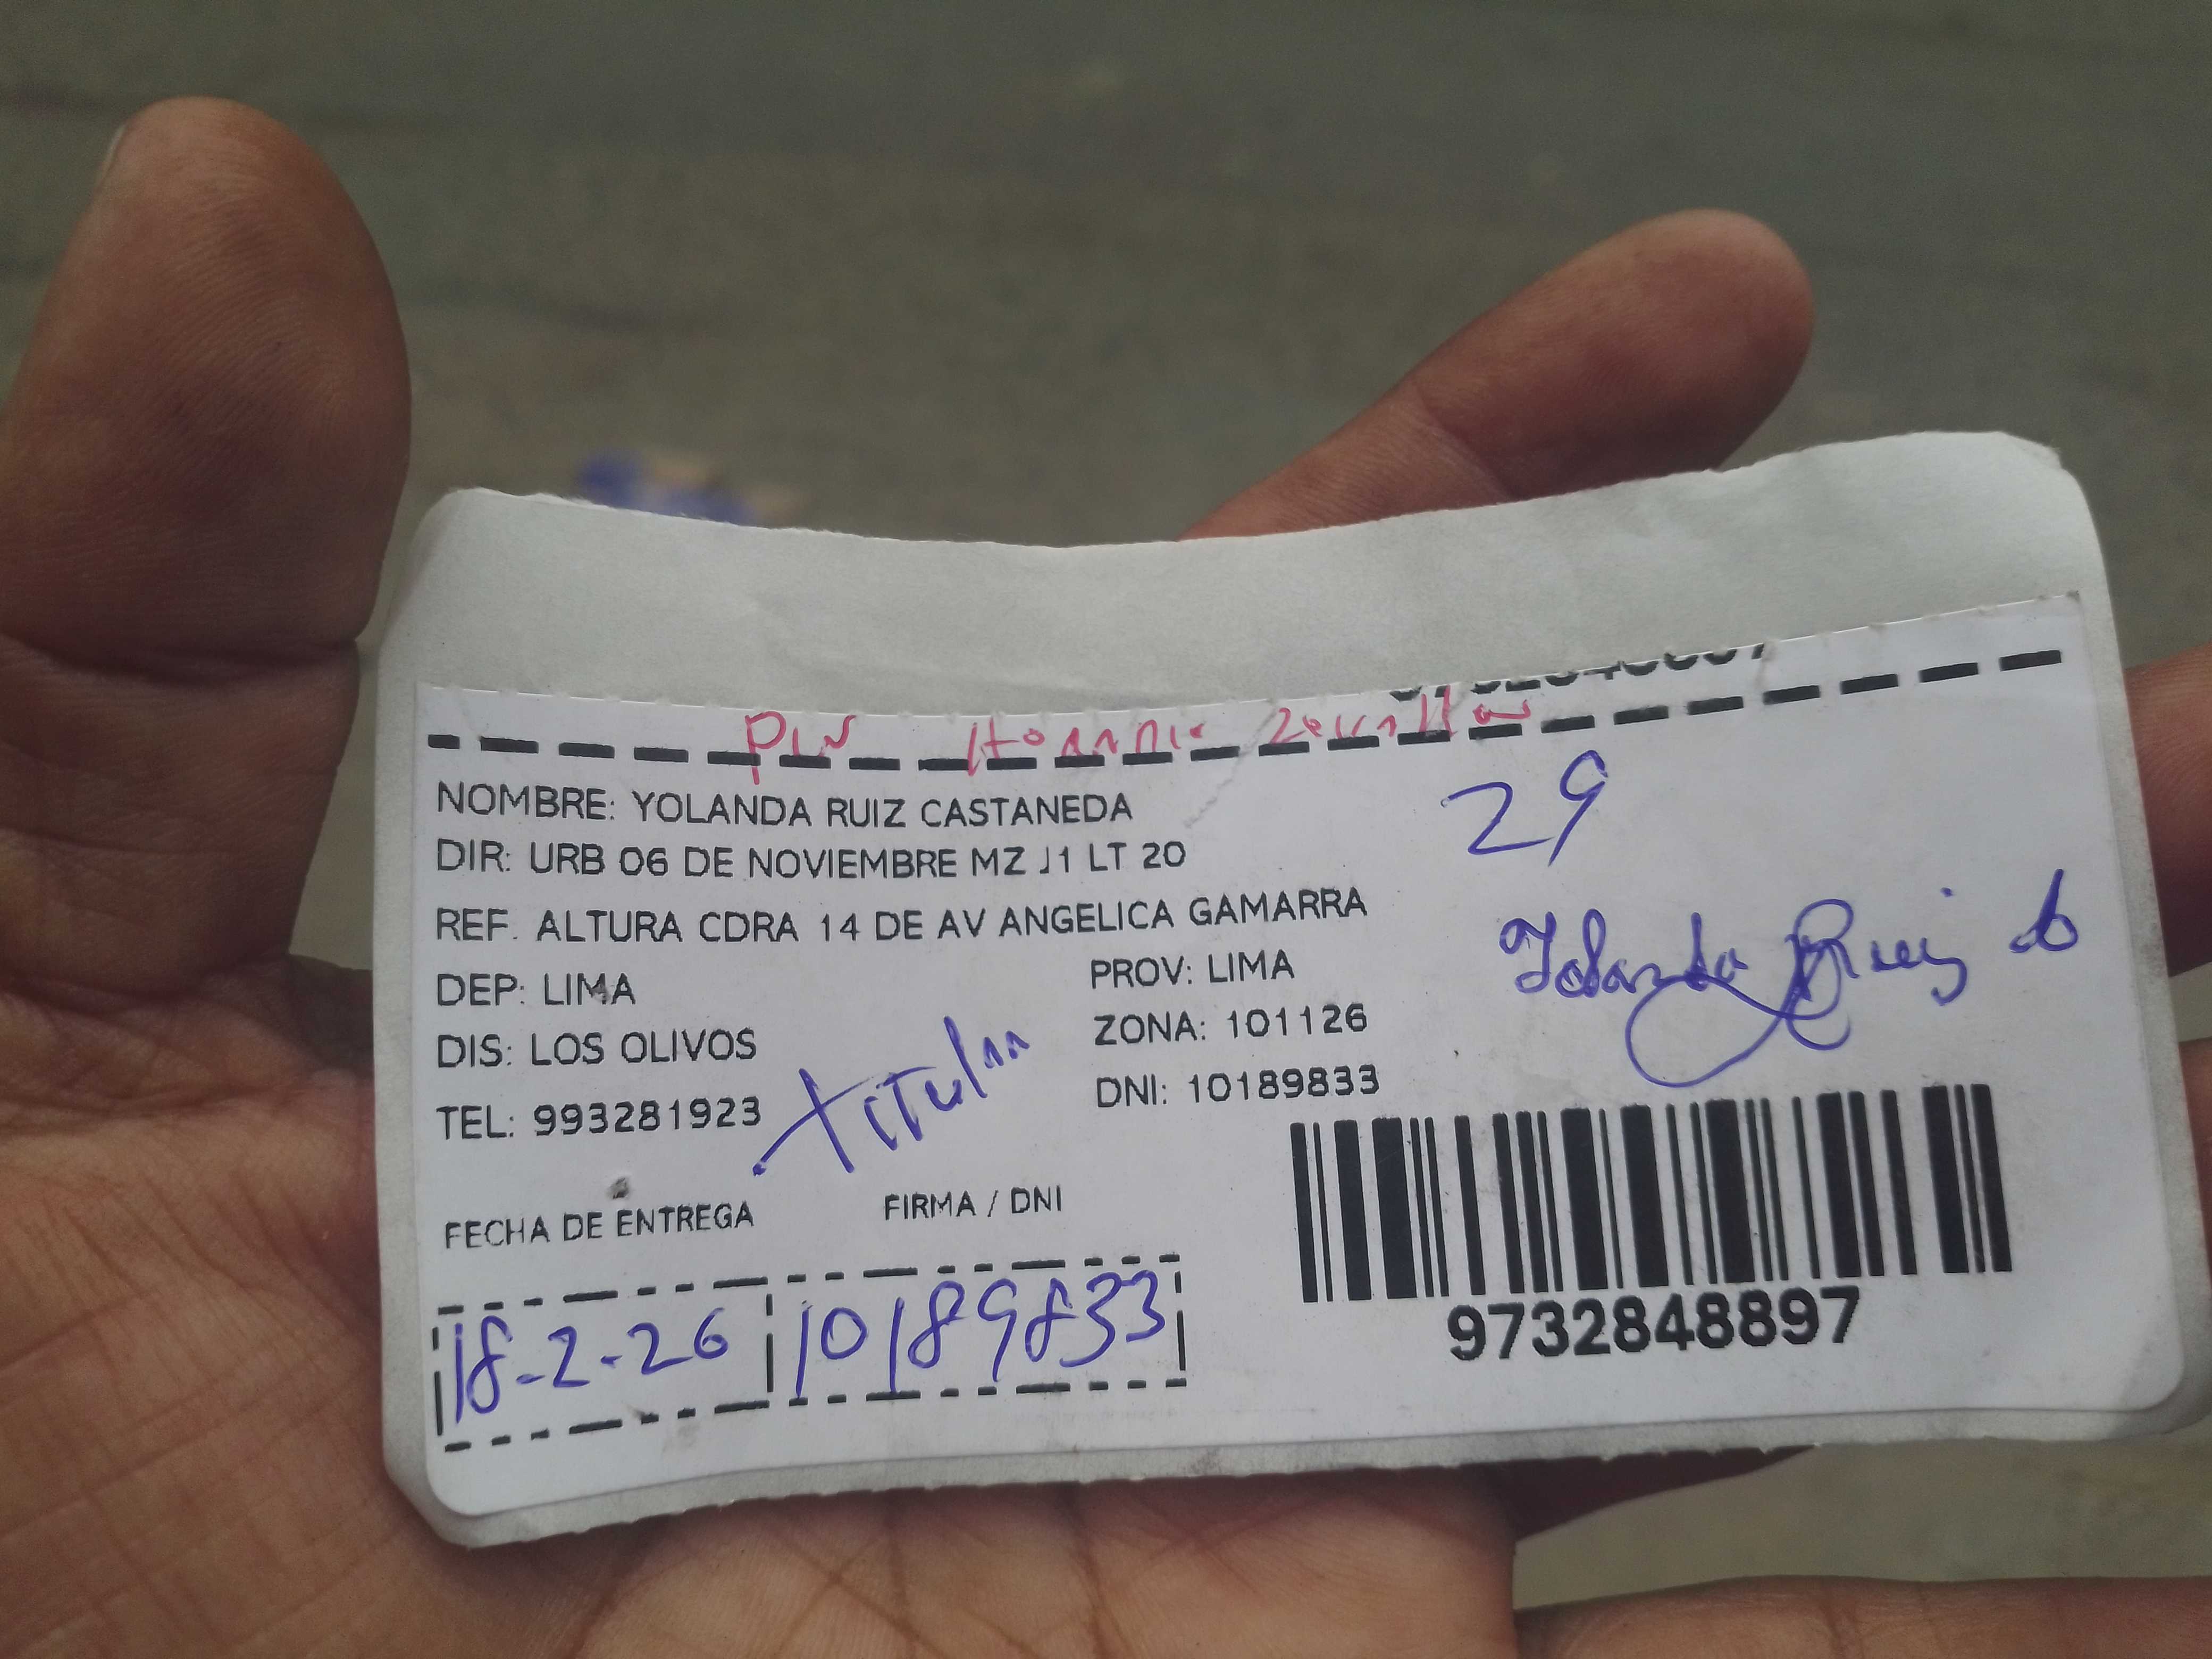 NOMBRE: YOLANDA RUIZ CASTANEDA
29
DIR: URB 06 DE NOVIEMBRE MZ J1 LT 20
REF. ALTURA CDRA 14 DE AV ANGELICA GAMARRA
Yolanda Ruiz
DEP: LIMA PROV: LIMA
DIS: LOS OLIVOS ZONA: 101126
TEL: 993281923 DNI: 10189833
Titular
FECHA DE ENTREGA FIRMA / DNI
18-2-26 10189833
9732848897